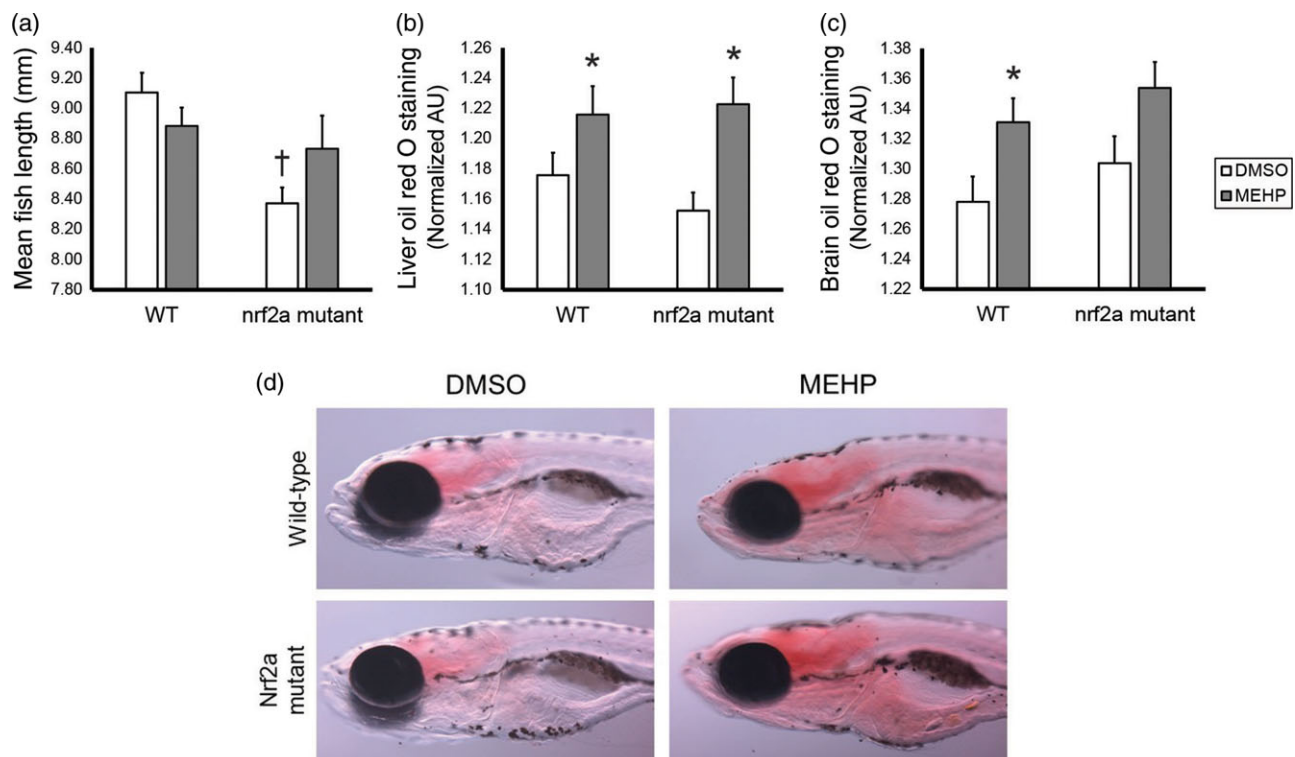 (a)
Mean fish length (mm)
9.40
9.20
9.00
8.80
8.60
8.40
8.20
8.00
7.80
†
WT
nrf2a mutant
(b)
Liver oil red O staining
(Normalized AU)
1.26
1.24
1.22
1.20
1.18
1.16
1.14
1.12
1.10
*
*
WT
nrf2a mutant
(c)
Brain oil red O staining
(Normalized AU)
1.38
1.36
1.34
1.32
1.30
1.28
1.26
1.24
1.22
*
WT
nrf2a mutant
DMSO
MEHP
(d)
DMSO
MEHP
Wild-type
Nrf2a
mutant